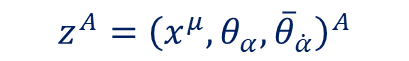 z^A = (x^μ, θ_α, θ̄_α̇)^A